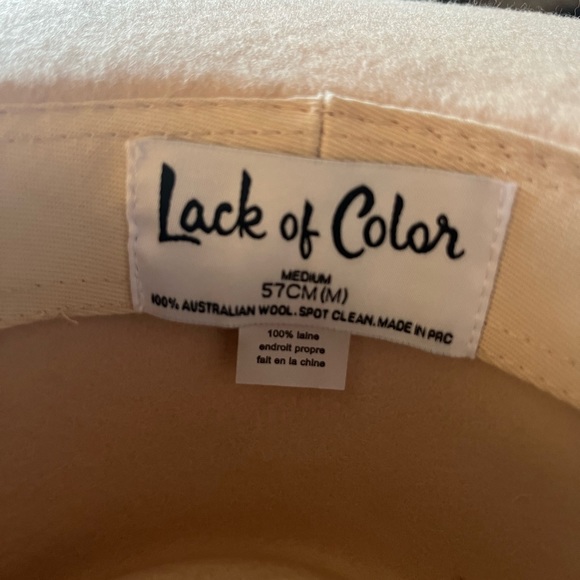 Lack of Color
MEDIUM
57CM(M)
100% AUSTRALIAN WOOL. SPOT CLEAN. MADE IN PRC
100% laine
endroit propre
fait en la chine